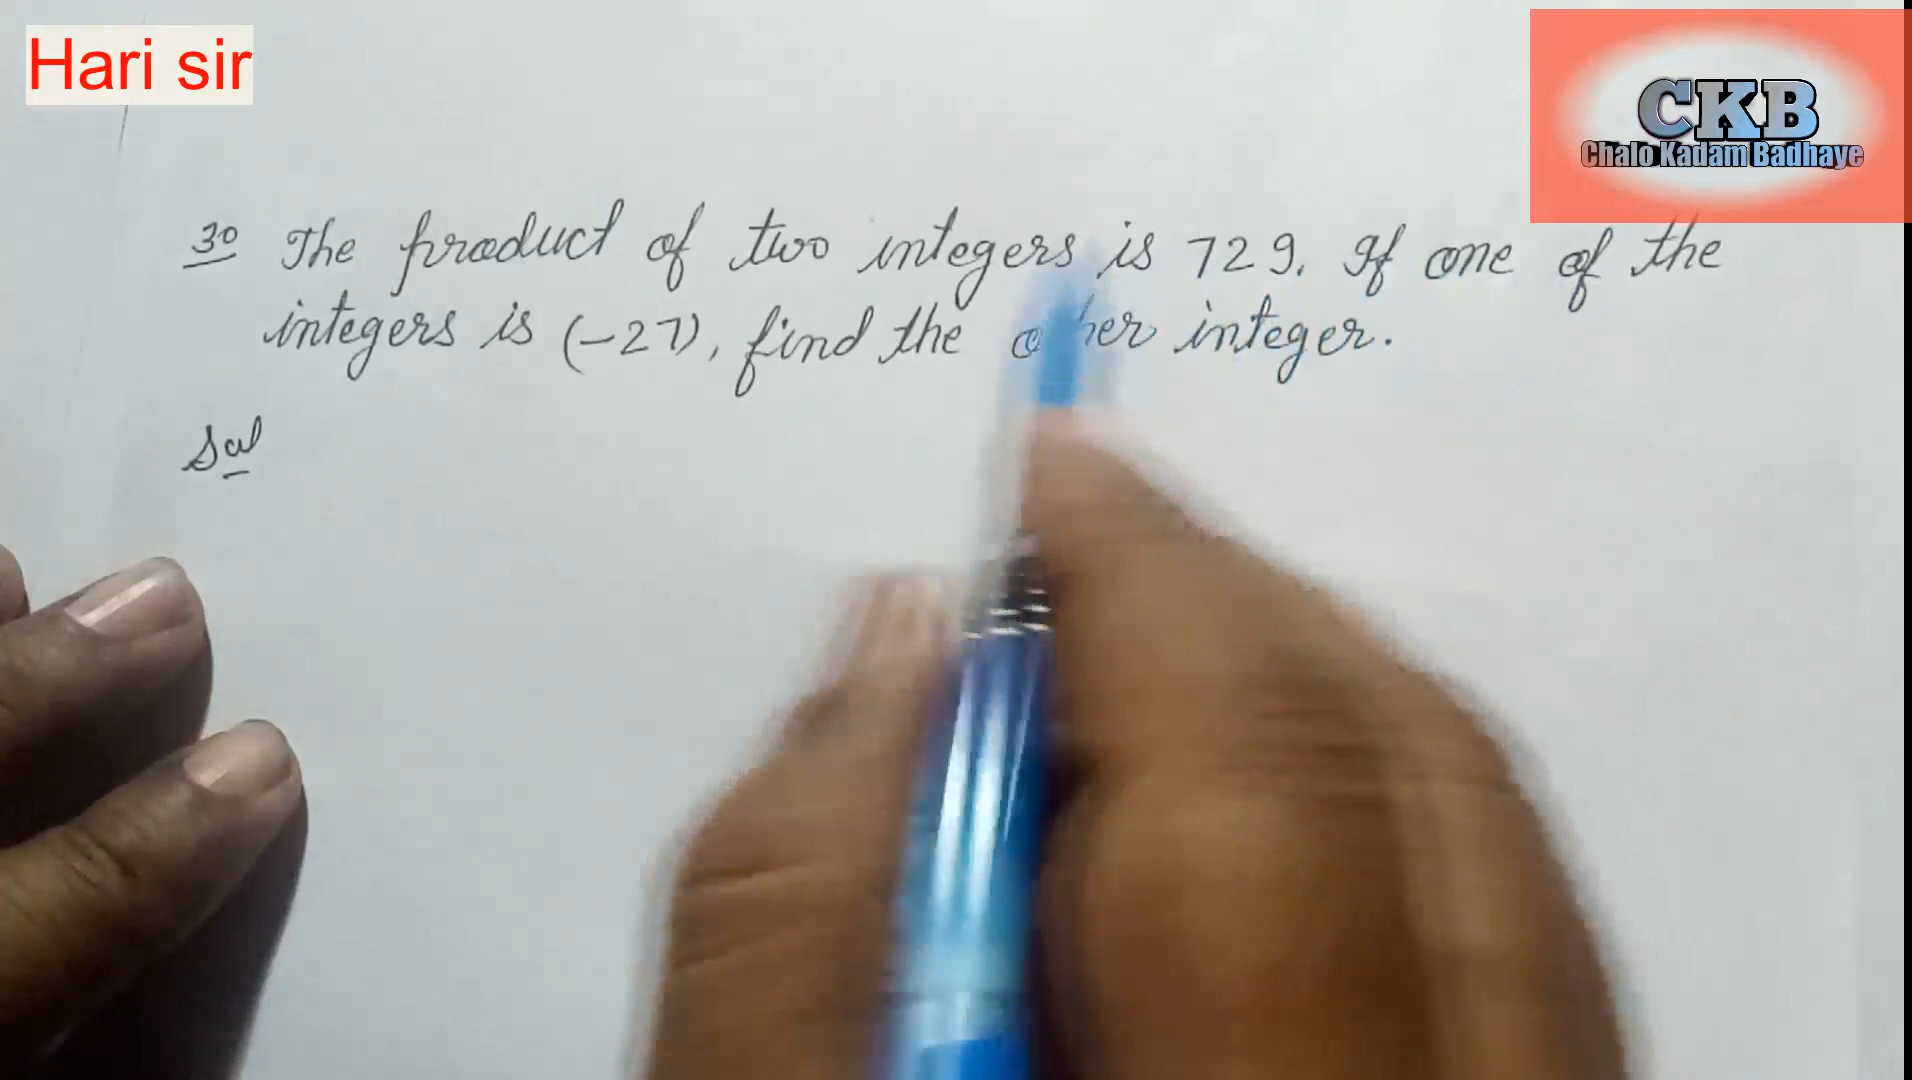 Hari sir
CKB
Chalo Kadam Badhaye
30 The product of two integers is 729. If one of the
integers is (-27), find the other integer.
Sol